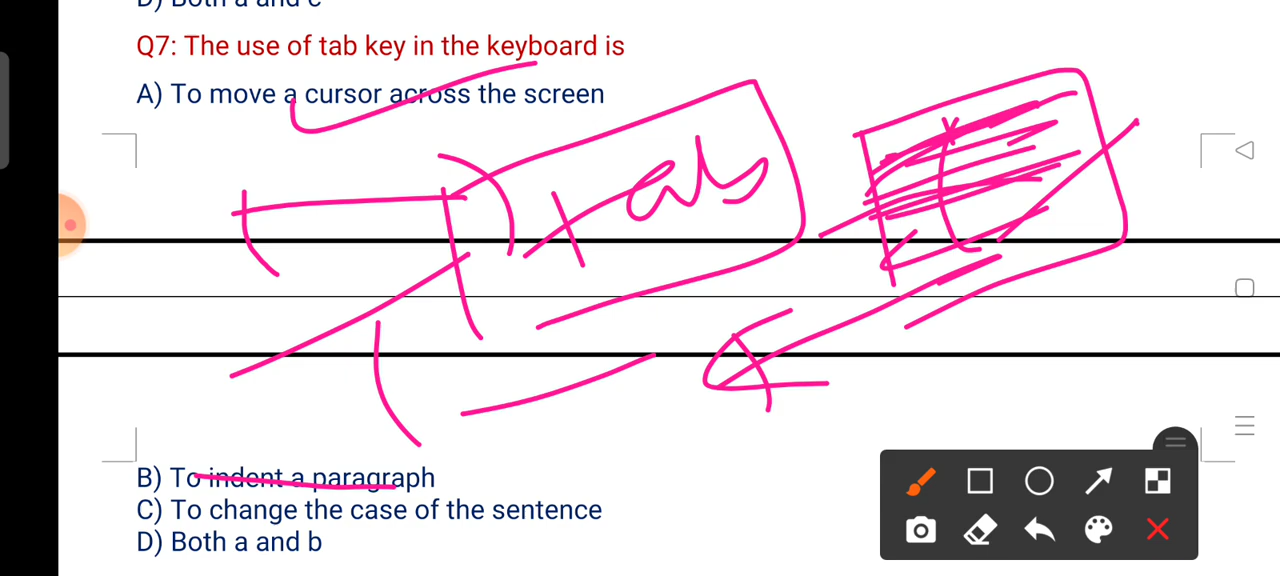 D) Both a and c
Q7: The use of tab key in the keyboard is
A) To move a cursor across the screen
tab
B) To indent a paragraph
C) To change the case of the sentence
D) Both a and b